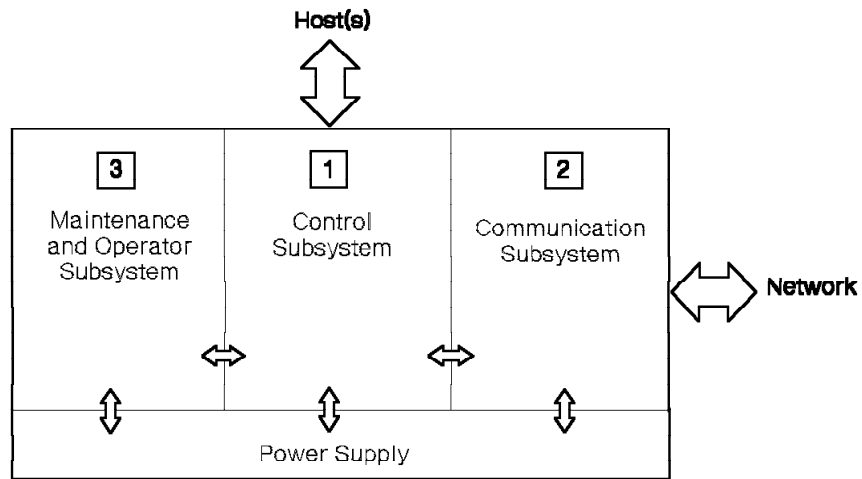 Host(s)
3
Maintenance
and Operator
Subsystem
1
Control
Subsystem
2
Communication
Subsystem
Network
Power Supply